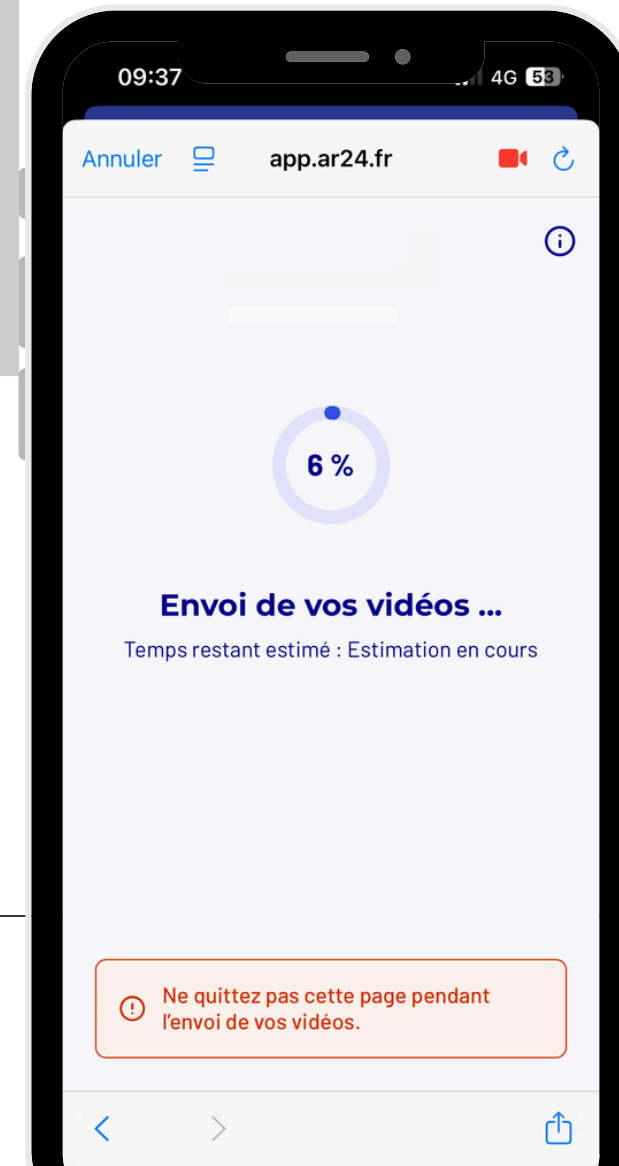 09:37
4G 53
Annuler
app.ar24.fr
6 %
Envoi de vos vidéos ...
Temps restant estimé : Estimation en cours
Ne quittez pas cette page pendant
l’envoi de vos vidéos.